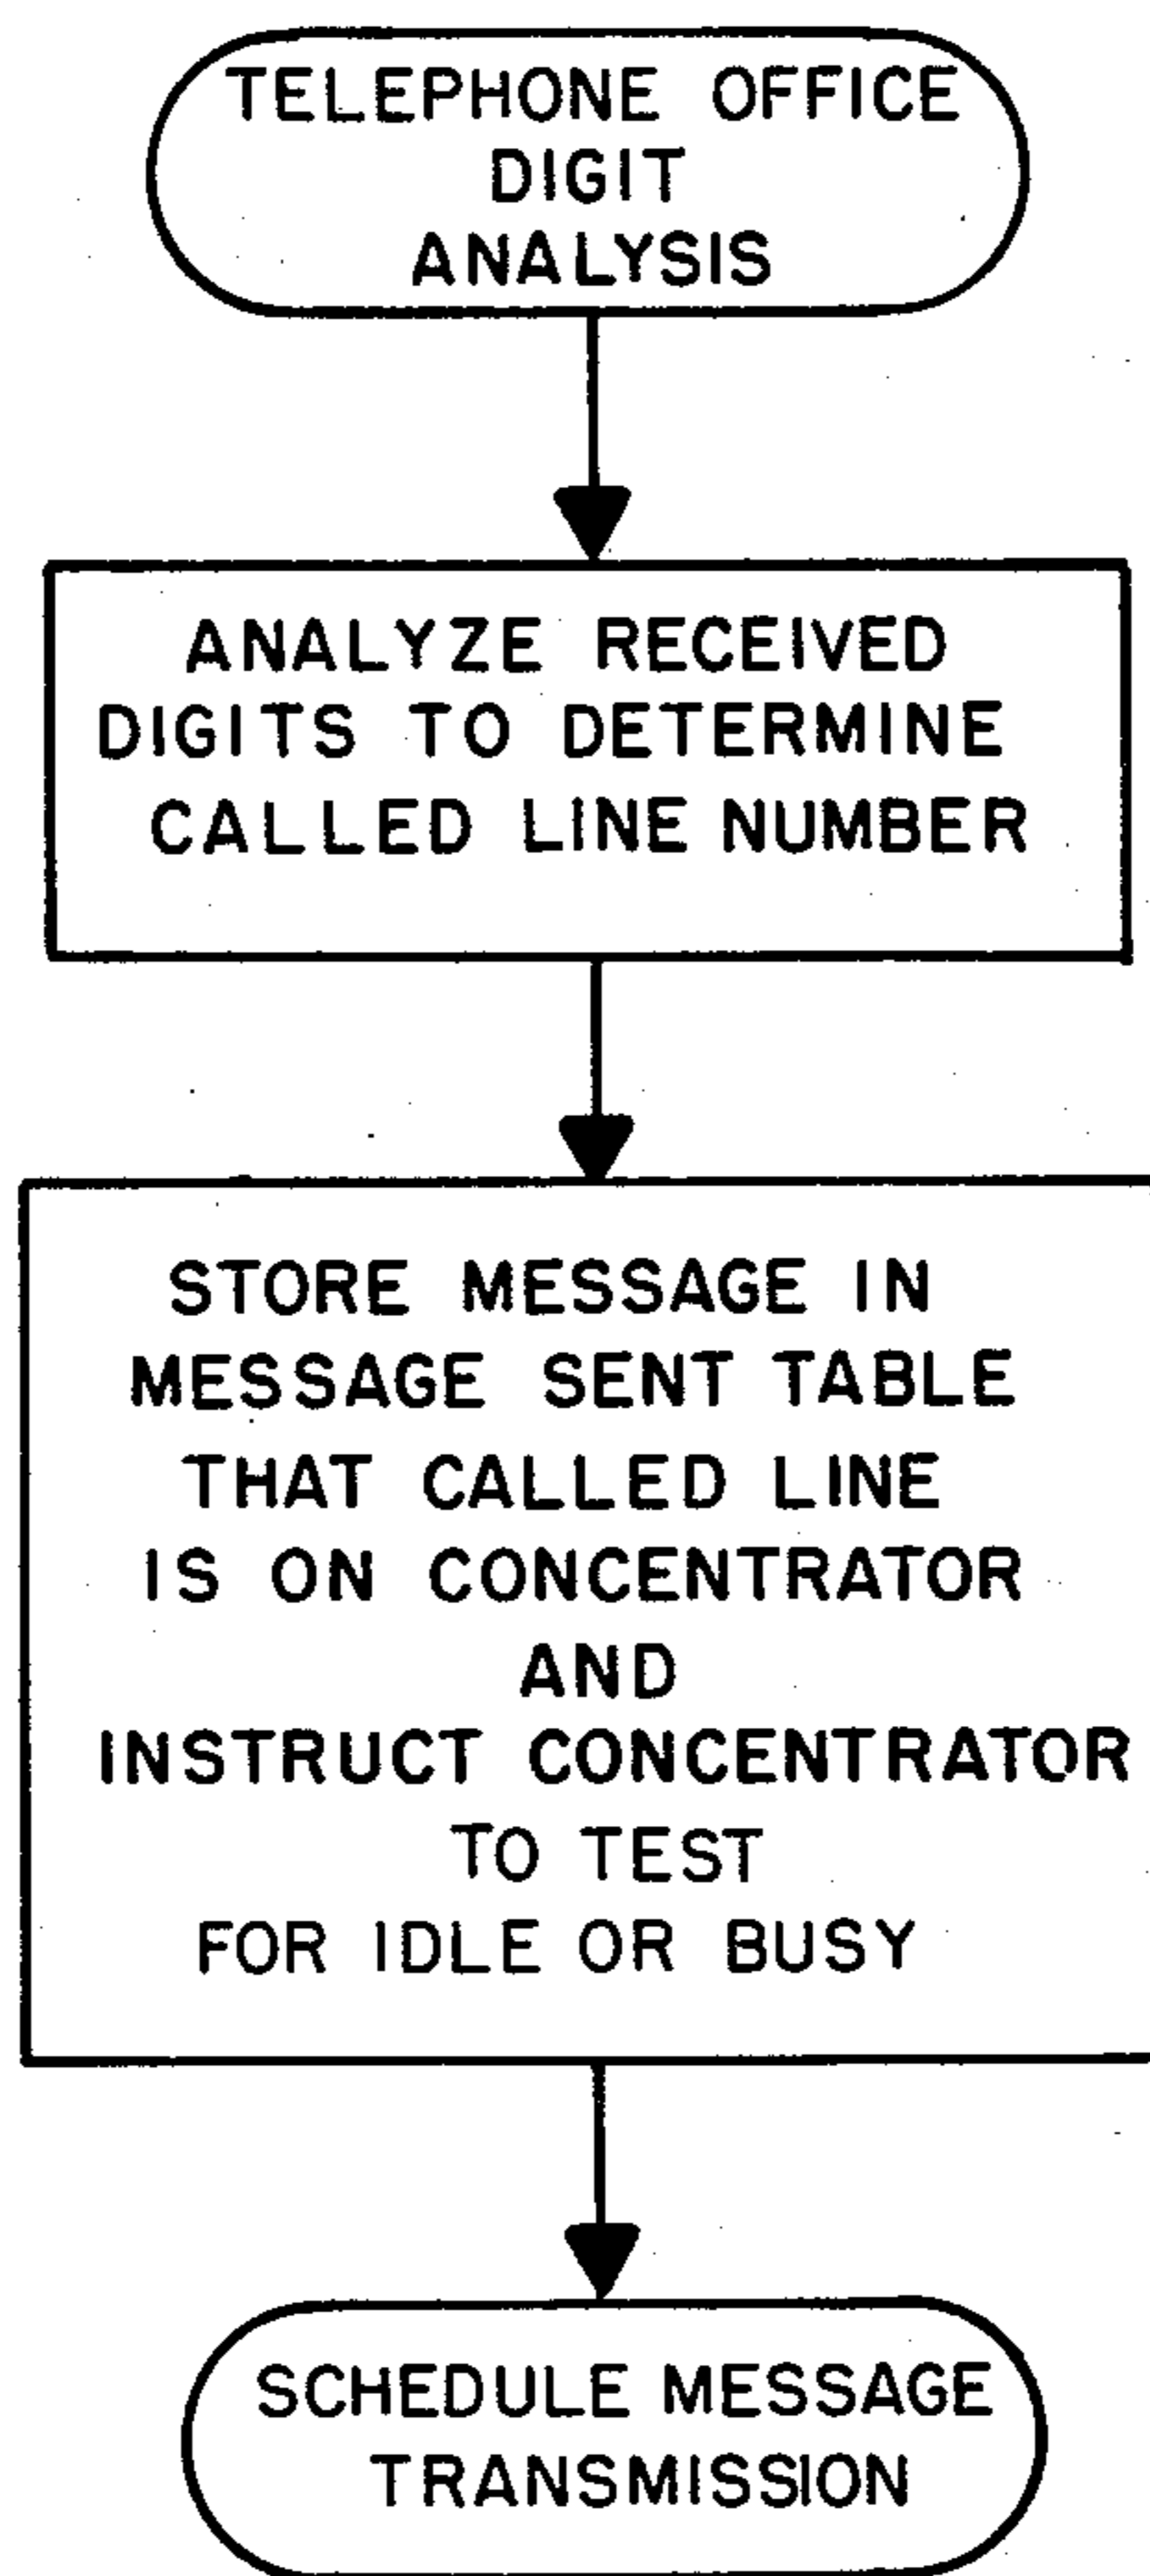 TELEPHONE OFFICE
DIGIT
ANALYSIS
ANALYZE RECEIVED
DIGITS TO DETERMINE
CALLED LINE NUMBER
STORE MESSAGE IN
MESSAGE SENT TABLE
THAT CALLED LINE
IS ON CONCENTRATOR
AND
INSTRUCT CONCENTRATOR
TO TEST
FOR IDLE OR BUSY
SCHEDULE MESSAGE
TRANSMISSION